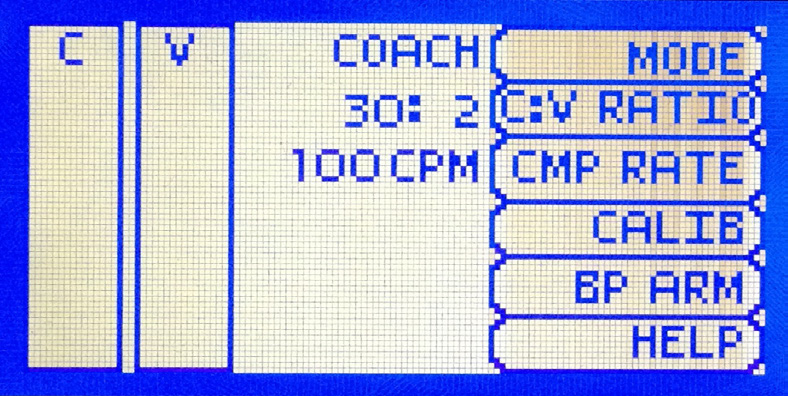 C V COACH MODE
30: 2 C:V RATIO
100CPM CMP RATE
CALIB
BP ARM
HELP